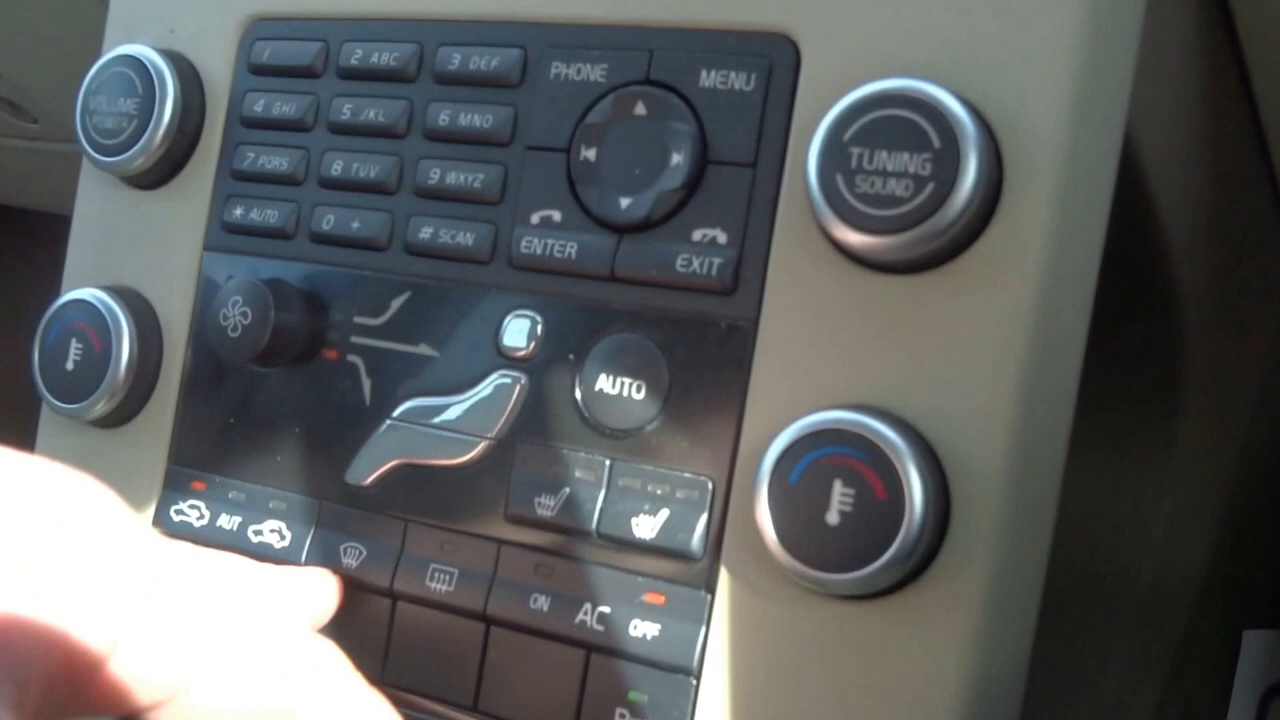 VOLUME
POWER
1
2 ABC
3 DEF
4 GHI
5 JKL
6 MNO
7 PQRS
8 TUV
9 WXYZ
* AUTO
0 +
# SCAN
PHONE
MENU
ENTER
EXIT
TUNING
SOUND
AUTO
AUT
ON AC OFF